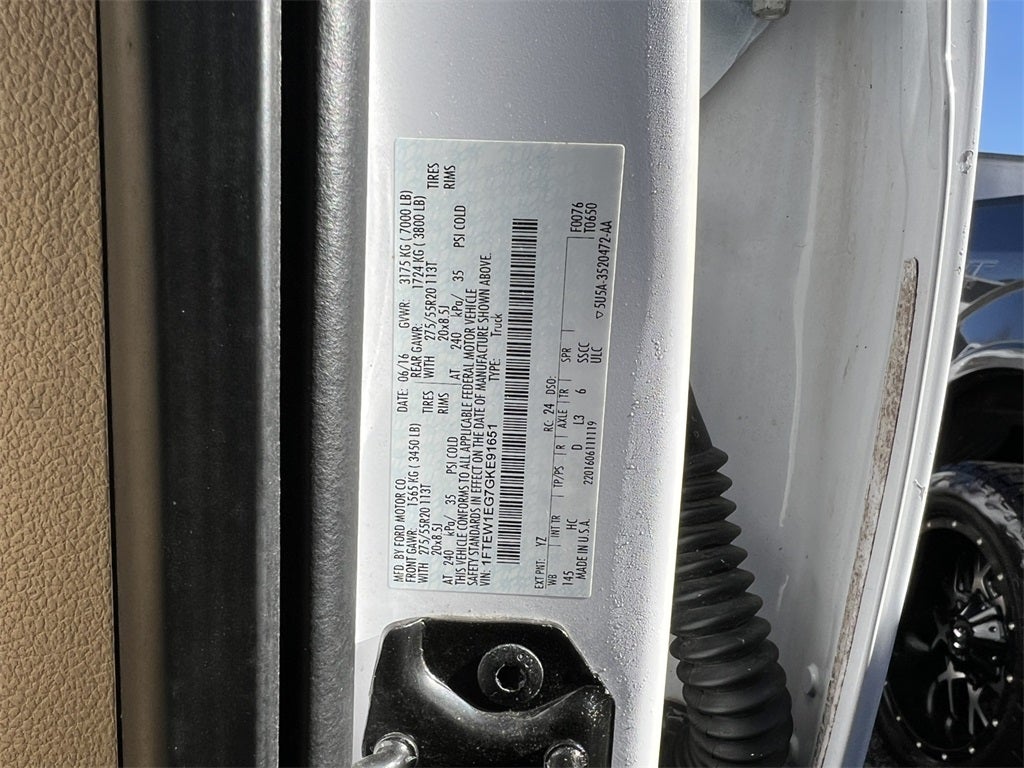 MFD. BY FORD MOTOR CO. DATE: 06/16 GVWR: 3175 KG ( 7000 LB)
FRONT GAWR: 1565 KG ( 3450 LB) REAR GAWR: 1724 KG ( 3800 LB)
WITH 275/55R20 113T TIRES WITH 275/55R20 113T TIRES
20x8.5J RIMS 20x8.5J RIMS
AT 240 kPa/ 35 PSI COLD AT 240 kPa/ 35 PSI COLD
THIS VEHICLE CONFORMS TO ALL APPLICABLE FEDERAL MOTOR VEHICLE
SAFETY STANDARDS IN EFFECT ON THE DATE OF MANUFACTURE SHOWN ABOVE.
VIN: 1FTEW1EG7GKE91651 TYPE: Truck
EXT PNT: YZ RC: 24 DSO: F0076
WB | INT TR | TP/PS | R | AXLE | TR | SPR | T0650
145 HC D L3 6 SSCC
MADE IN U.S.A. 2201606111119 ULC ▽5U5A-3520472-AA